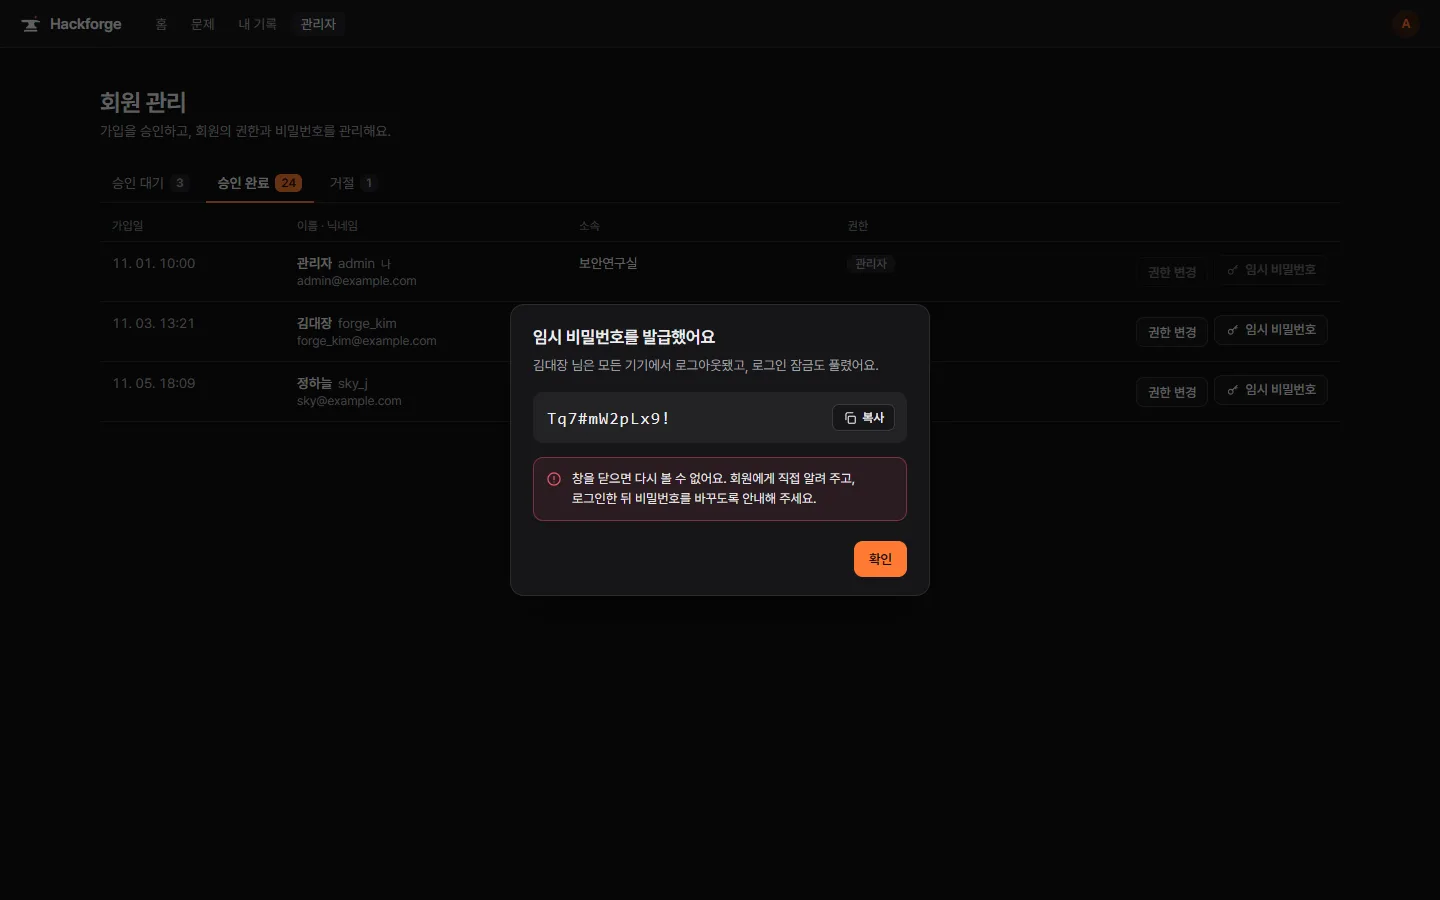 Hackforge 홈 문제 내 기록 관리자 A
회원 관리
가입을 승인하고, 회원의 권한과 비밀번호를 관리해요.
승인 대기 3 승인 완료 24 거절 1
가입일 이름 · 닉네임 소속 권한
11. 01. 10:00 관리자 admin 나 보안연구실 관리자 권한 변경 임시 비밀번호
admin@example.com
11. 03. 13:21 김대장 forge_kim 권한 변경 임시 비밀번호
forge_kim@example.com
11. 05. 18:09 정하늘 sky_j 권한 변경 임시 비밀번호
sky@example.com
임시 비밀번호를 발급했어요
김대장 님은 모든 기기에서 로그아웃됐고, 로그인 잠금도 풀렸어요.
Tq7#mW2pLx9! 복사
창을 닫으면 다시 볼 수 없어요. 회원에게 직접 알려 주고,
로그인한 뒤 비밀번호를 바꾸도록 안내해 주세요.
확인